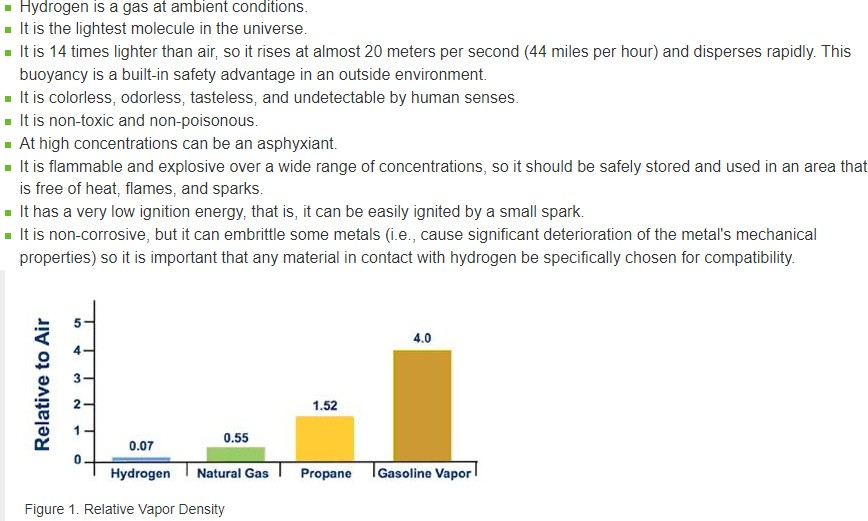 Hydrogen is a gas at ambient conditions.
It is the lightest molecule in the universe.
It is 14 times lighter than air, so it rises at almost 20 meters per second (44 miles per hour) and disperses rapidly. This
buoyancy is a built-in safety advantage in an outside environment.
It is colorless, odorless, tasteless, and undetectable by human senses.
It is non-toxic and non-poisonous.
At high concentrations can be an asphyxiant.
It is flammable and explosive over a wide range of concentrations, so it should be safely stored and used in an area that
is free of heat, flames, and sparks.
It has a very low ignition energy, that is, it can be easily ignited by a small spark.
It is non-corrosive, but it can embrittle some metals (i.e., cause significant deterioration of the metal's mechanical
properties) so it is important that any material in contact with hydrogen be specifically chosen for compatibility.
Relative to Air
5
4
3
2
1
0
0.07
0.55
1.52
4.0
Hydrogen
Natural Gas
Propane
Gasoline Vapor
Figure 1. Relative Vapor Density